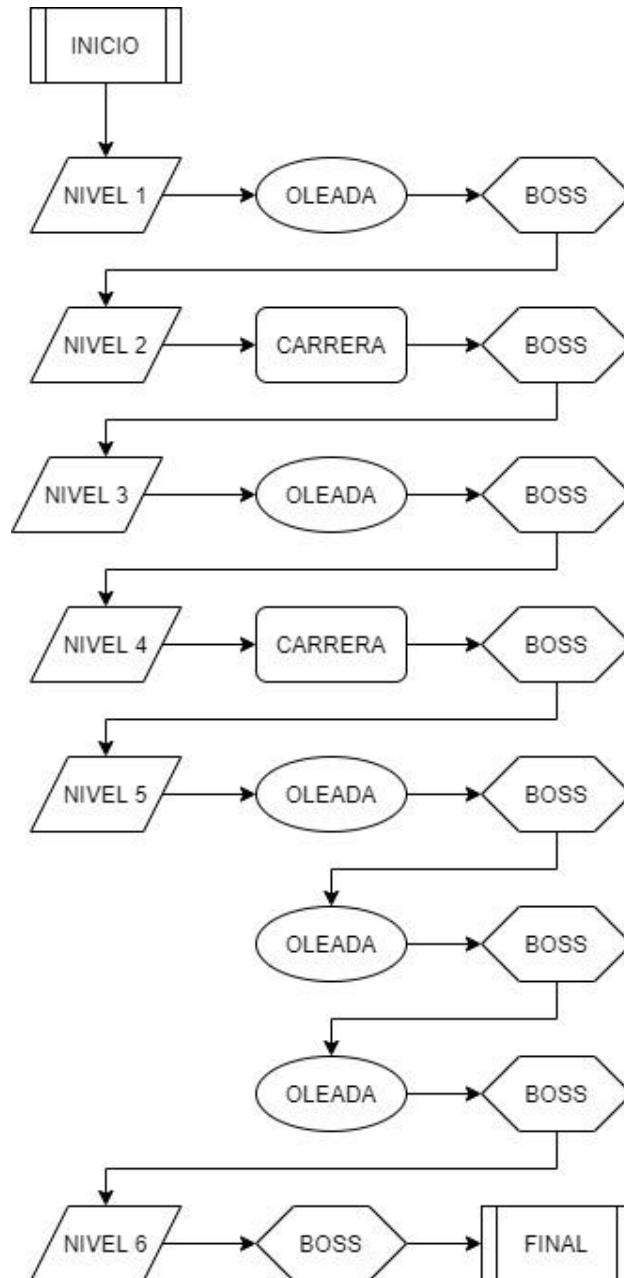 INICIO
NIVEL 1
OLEADA
BOSS
NIVEL 2
CARRERA
BOSS
NIVEL 3
OLEADA
BOSS
NIVEL 4
CARRERA
BOSS
NIVEL 5
OLEADA
BOSS
OLEADA
BOSS
OLEADA
BOSS
NIVEL 6
BOSS
FINAL